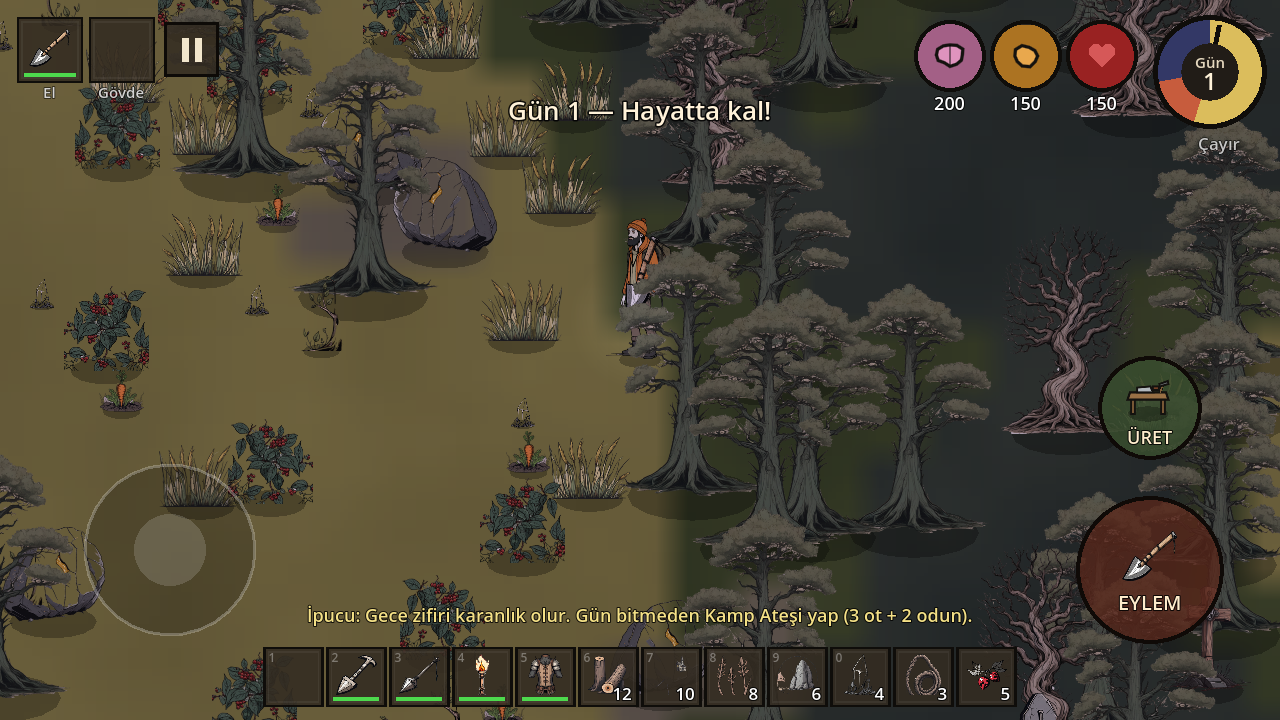 El
Gövde
200
150
150
Gün
1
Çayır
Gün 1 — Hayatta kal!
ÜRET
EYLEM
İpucu: Gece zifiri karanlık olur. Gün bitmeden Kamp Ateşi yap (3 ot + 2 odun).
1
2
3
4
5
6
12
7
10
8
8
9
6
0
4
3
5